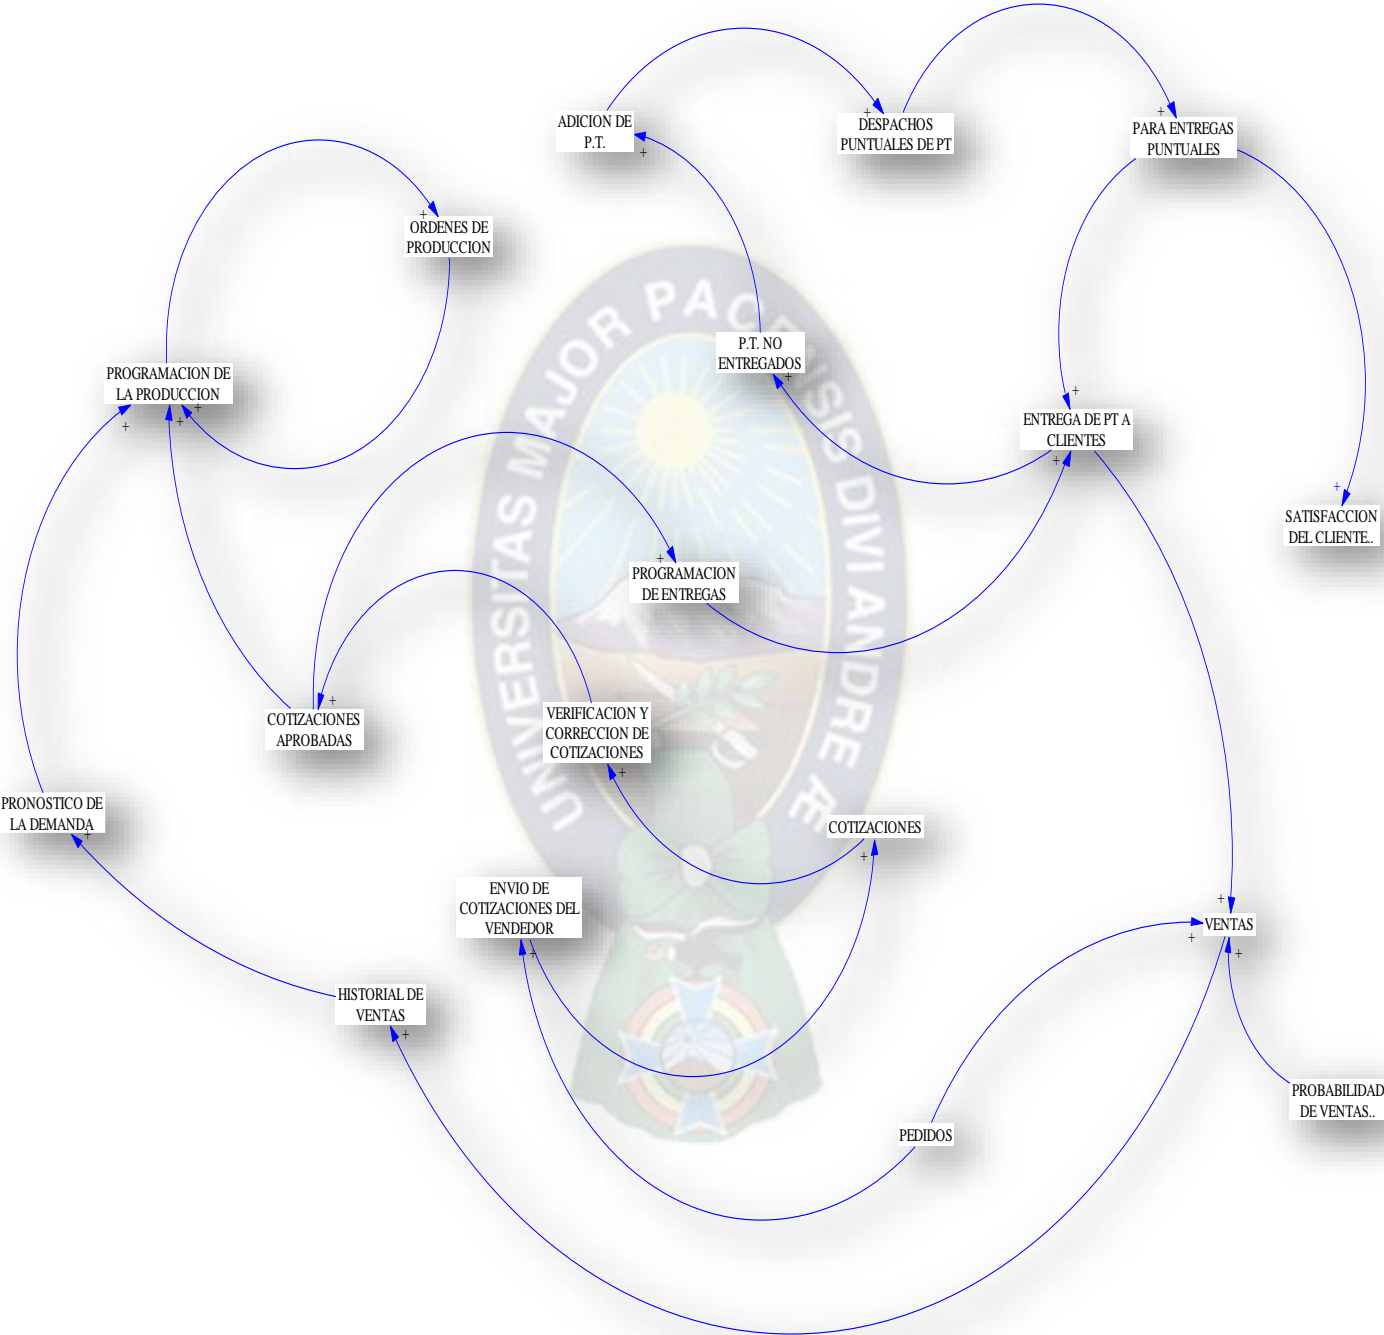 ADICION DE
P.T.
DESPACHOS
PUNTUALES DE PT
PARA ENTREGAS
PUNTUALES
ORDENES DE
PRODUCCION
P.T. NO
ENTREGADOS
PROGRAMACION DE
LA PRODUCCION
ENTREGA DE PT A
CLIENTES
SATISFACCION
DEL CLIENTE..
PROGRAMACION
DE ENTREGAS
COTIZACIONES
APROBADAS
VERIFICACION Y
CORRECCION DE
COTIZACIONES
PRONOSTICO DE
LA DEMANDA
COTIZACIONES
ENVIO DE
COTIZACIONES DEL
VENDEDOR
VENTAS
HISTORIAL DE
VENTAS
PROBABILIDAD
DE VENTAS..
PEDIDOS
UNIVERSITAS MAJOR PACENSIS DIVI ANDRE Æ